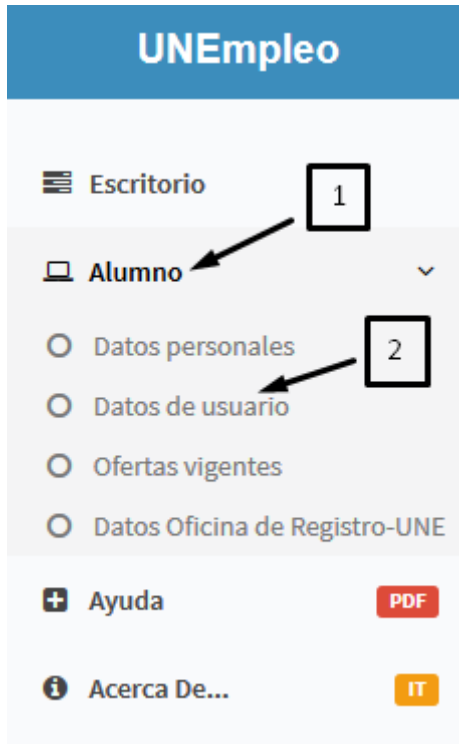 UNEmpleo
Escritorio
1
Alumno
Datos personales
2
Datos de usuario
Ofertas vigentes
Datos Oficina de Registro-UNE
Ayuda PDF
Acerca De... IT